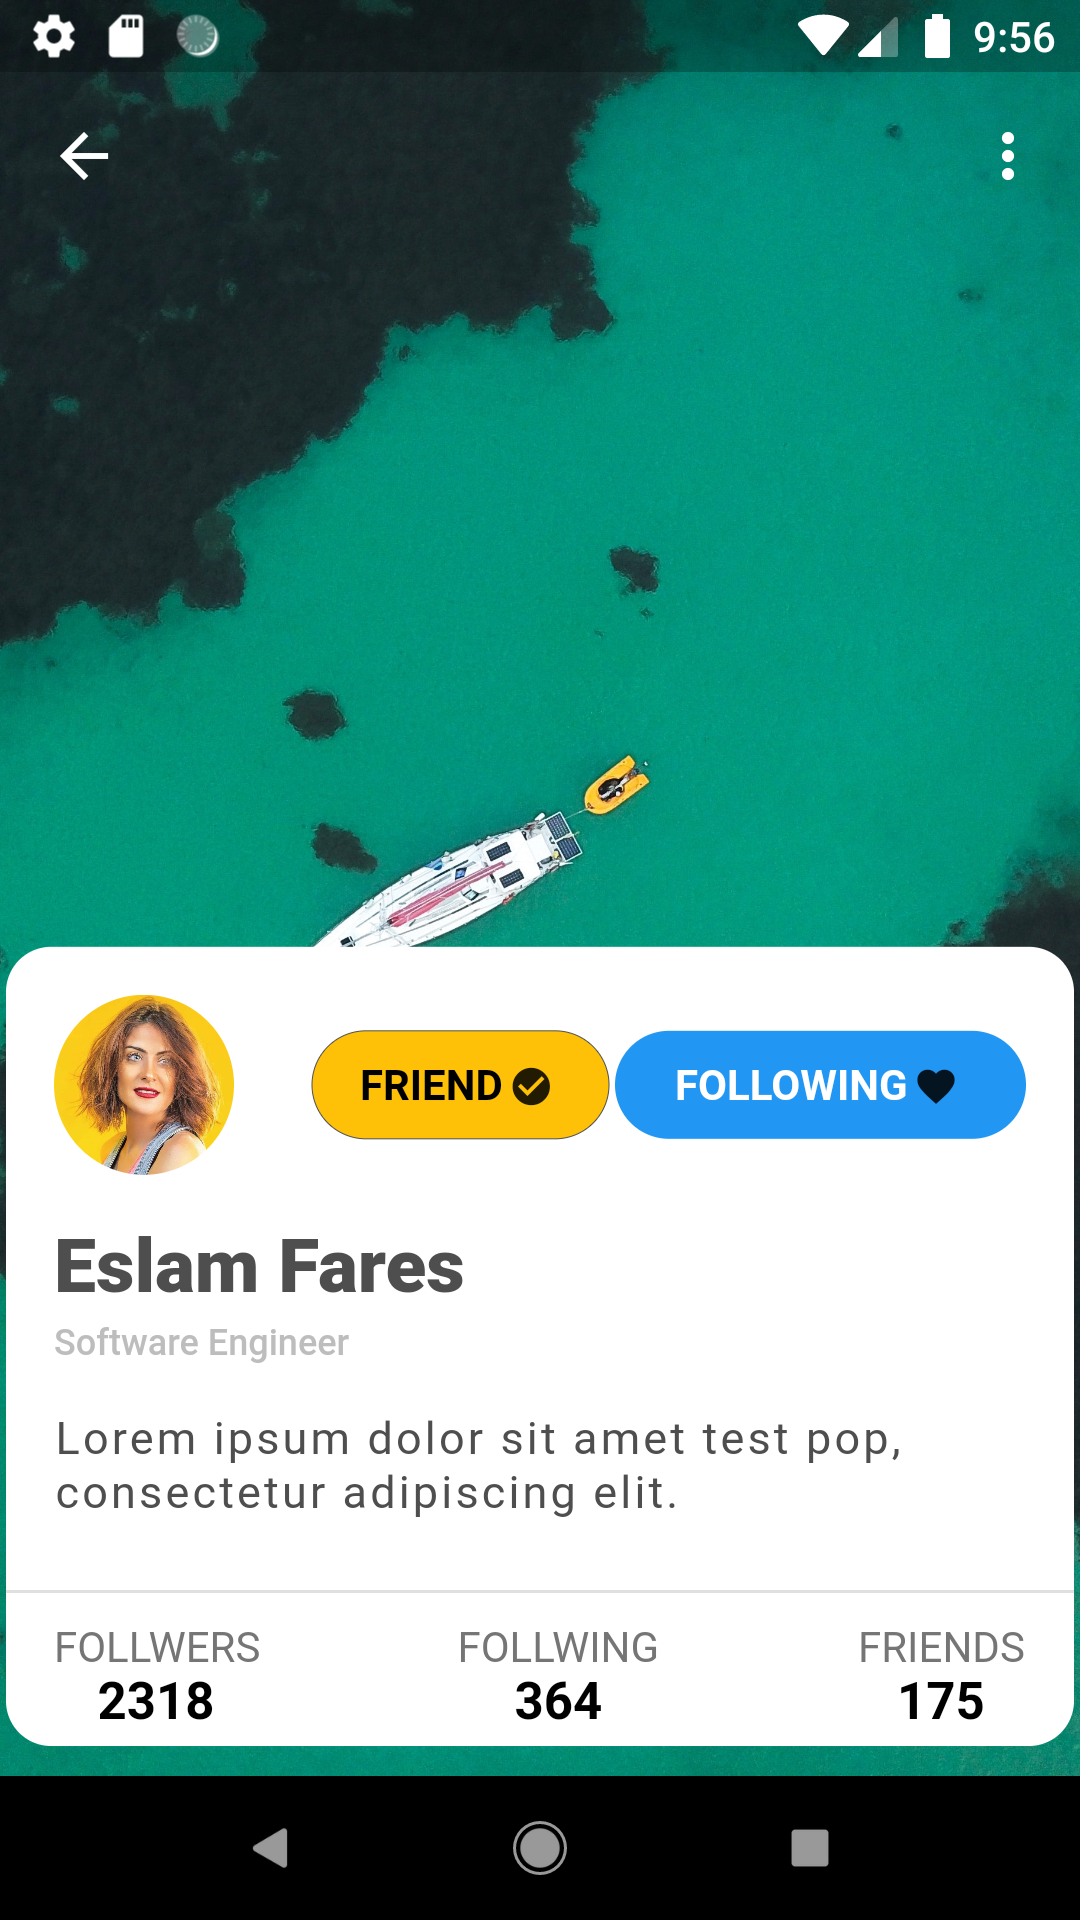 9:56
FRIEND
FOLLOWING
Eslam Fares
Software Engineer
Lorem ipsum dolor sit amet test pop,
consectetur adipiscing elit.
FOLLWERS FOLLWING FRIENDS
2318 364 175